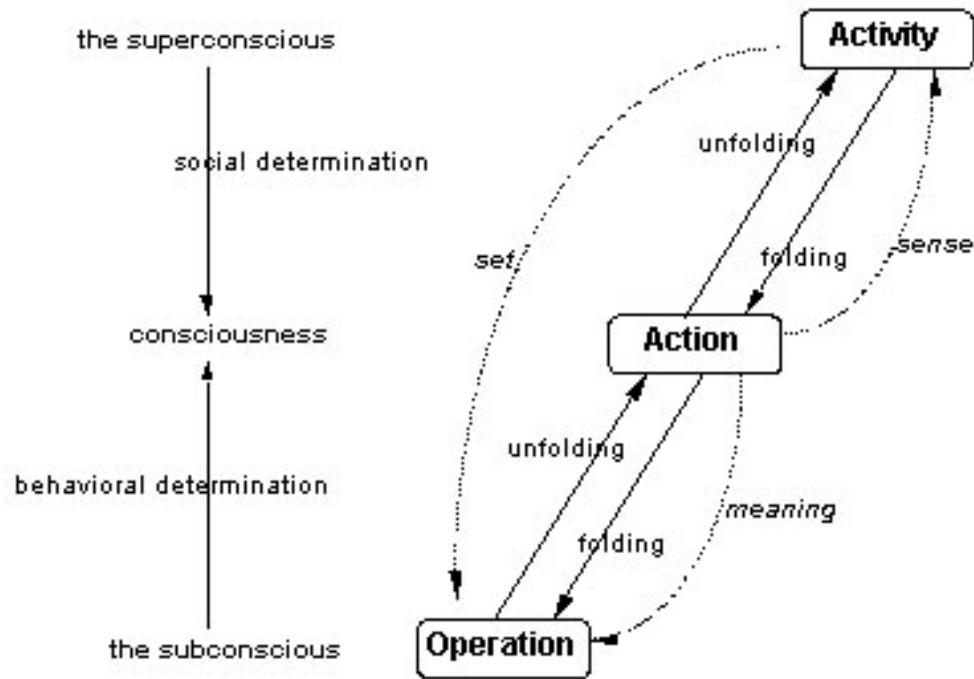 the superconscious
Activity
unfolding
social determination
set
folding
sense
consciousness
Action
unfolding
behavioral determination
meaning
folding
the subconscious
Operation